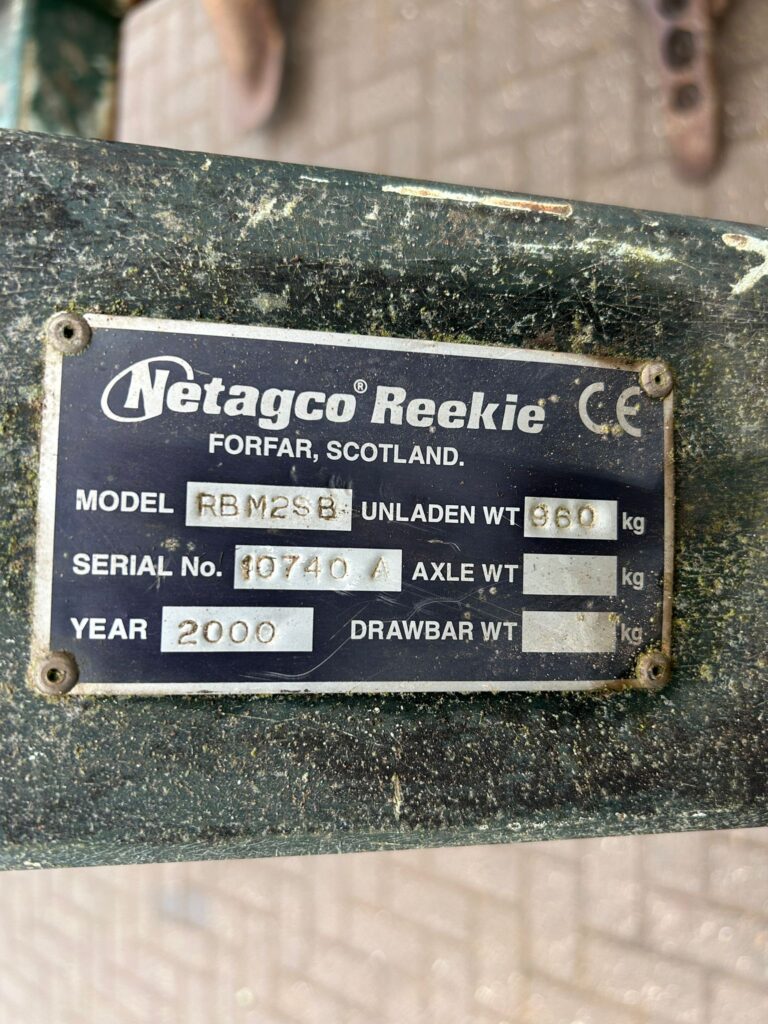 Netagco® Reekie CE
FORFAR, SCOTLAND.
MODEL RBM2SB UNLADEN WT 960 kg
SERIAL No. 10740 A AXLE WT kg
YEAR 2000 DRAWBAR WT kg